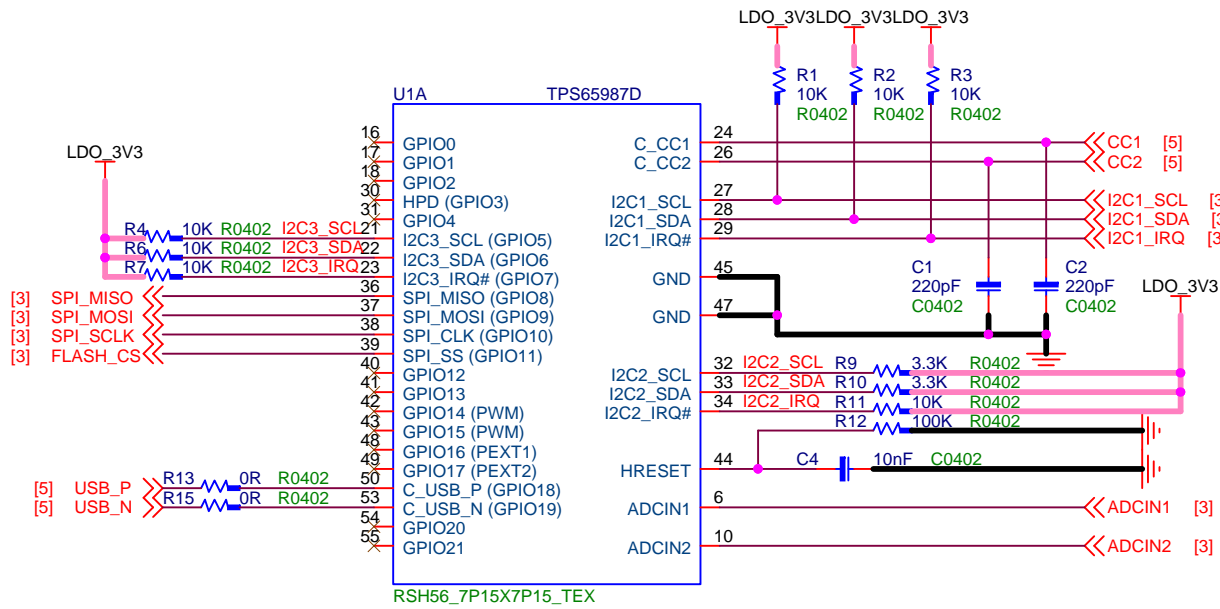 LDO_3V3 LDO_3V3 LDO_3V3
R1 R2 R3
10K 10K 10K
R0402 R0402 R0402
U1A TPS65987D
16 GPIO0
17 GPIO1
18 GPIO2
30 HPD (GPIO3)
31 GPIO4
LDO_3V3
R4 10K R0402 I2C3_SCL 21 I2C3_SCL (GPIO5)
R6 10K R0402 I2C3_SDA 22 I2C3_SDA (GPIO6
R7 10K R0402 I2C3_IRQ 23 I2C3_IRQ# (GPIO7)
[3] SPI_MISO 36 SPI_MISO (GPIO8)
[3] SPI_MOSI 37 SPI_MOSI (GPIO9)
[3] SPI_SCLK 38 SPI_CLK (GPIO10)
[3] FLASH_CS 39 SPI_SS (GPIO11)
40 GPIO12
41 GPIO13
42 GPIO14 (PWM)
43 GPIO15 (PWM)
48 GPIO16 (PEXT1)
49 GPIO17 (PEXT2)
[5] USB_P R13 0R R0402 50 C_USB_P (GPIO18)
[5] USB_N R15 0R R0402 53 C_USB_N (GPIO19)
54 GPIO20
55 GPIO21
C_CC1 24 CC1 [5]
C_CC2 26 CC2 [5]
I2C1_SCL 27 I2C1_SCL [3
I2C1_SDA 28 I2C1_SDA [3
I2C1_IRQ# 29 I2C1_IRQ [3
GND 45
GND 47
C1 C2
220pF 220pF
C0402 C0402
LDO_3V3
I2C2_SCL 32 I2C2_SCL R9 3.3K R0402
I2C2_SDA 33 I2C2_SDA R10 3.3K R0402
I2C2_IRQ# 34 I2C2_IRQ R11 10K R0402
R12 100K R0402
HRESET 44 C4 10nF C0402
ADCIN1 6 ADCIN1 [3]
ADCIN2 10 ADCIN2 [3]
RSH56_7P15X7P15_TEX